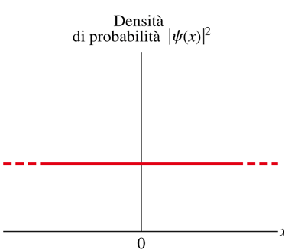 Densità
di probabilità |ψ(x)|²
0
x